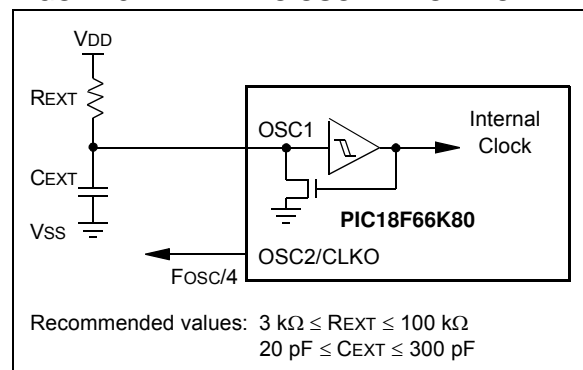 VDD
REXT
OSC1
Internal
Clock
CEXT
PIC18F66K80
VSS
OSC2/CLKO
FOSC/4
Recommended values: 3 kΩ ≤ REXT ≤ 100 kΩ
20 pF ≤ CEXT ≤ 300 pF